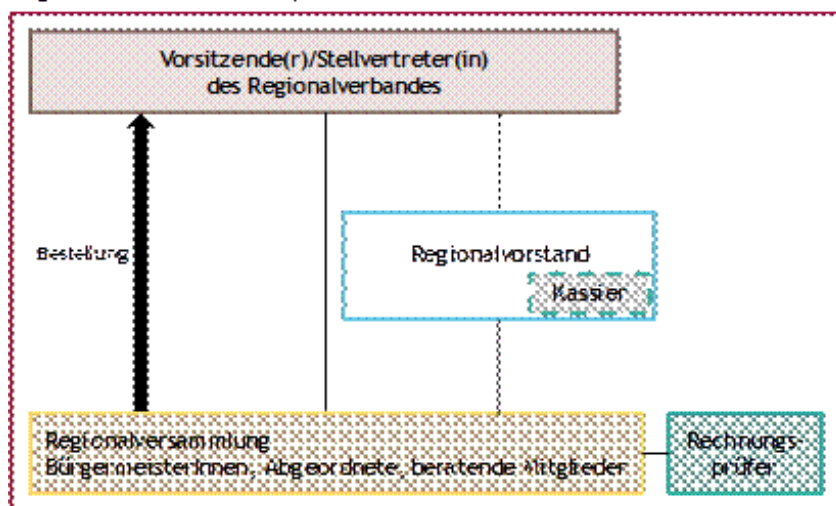 Vorsitzende(r)/Stellvertreter(in)
des Regionalverbandes
Bestellung
Regionalvorstand
Kassier
Regionalversammlung
BürgermeisterInnen, Abgeordnete, beratende Mitglieder
Rechnungs-
prüfer